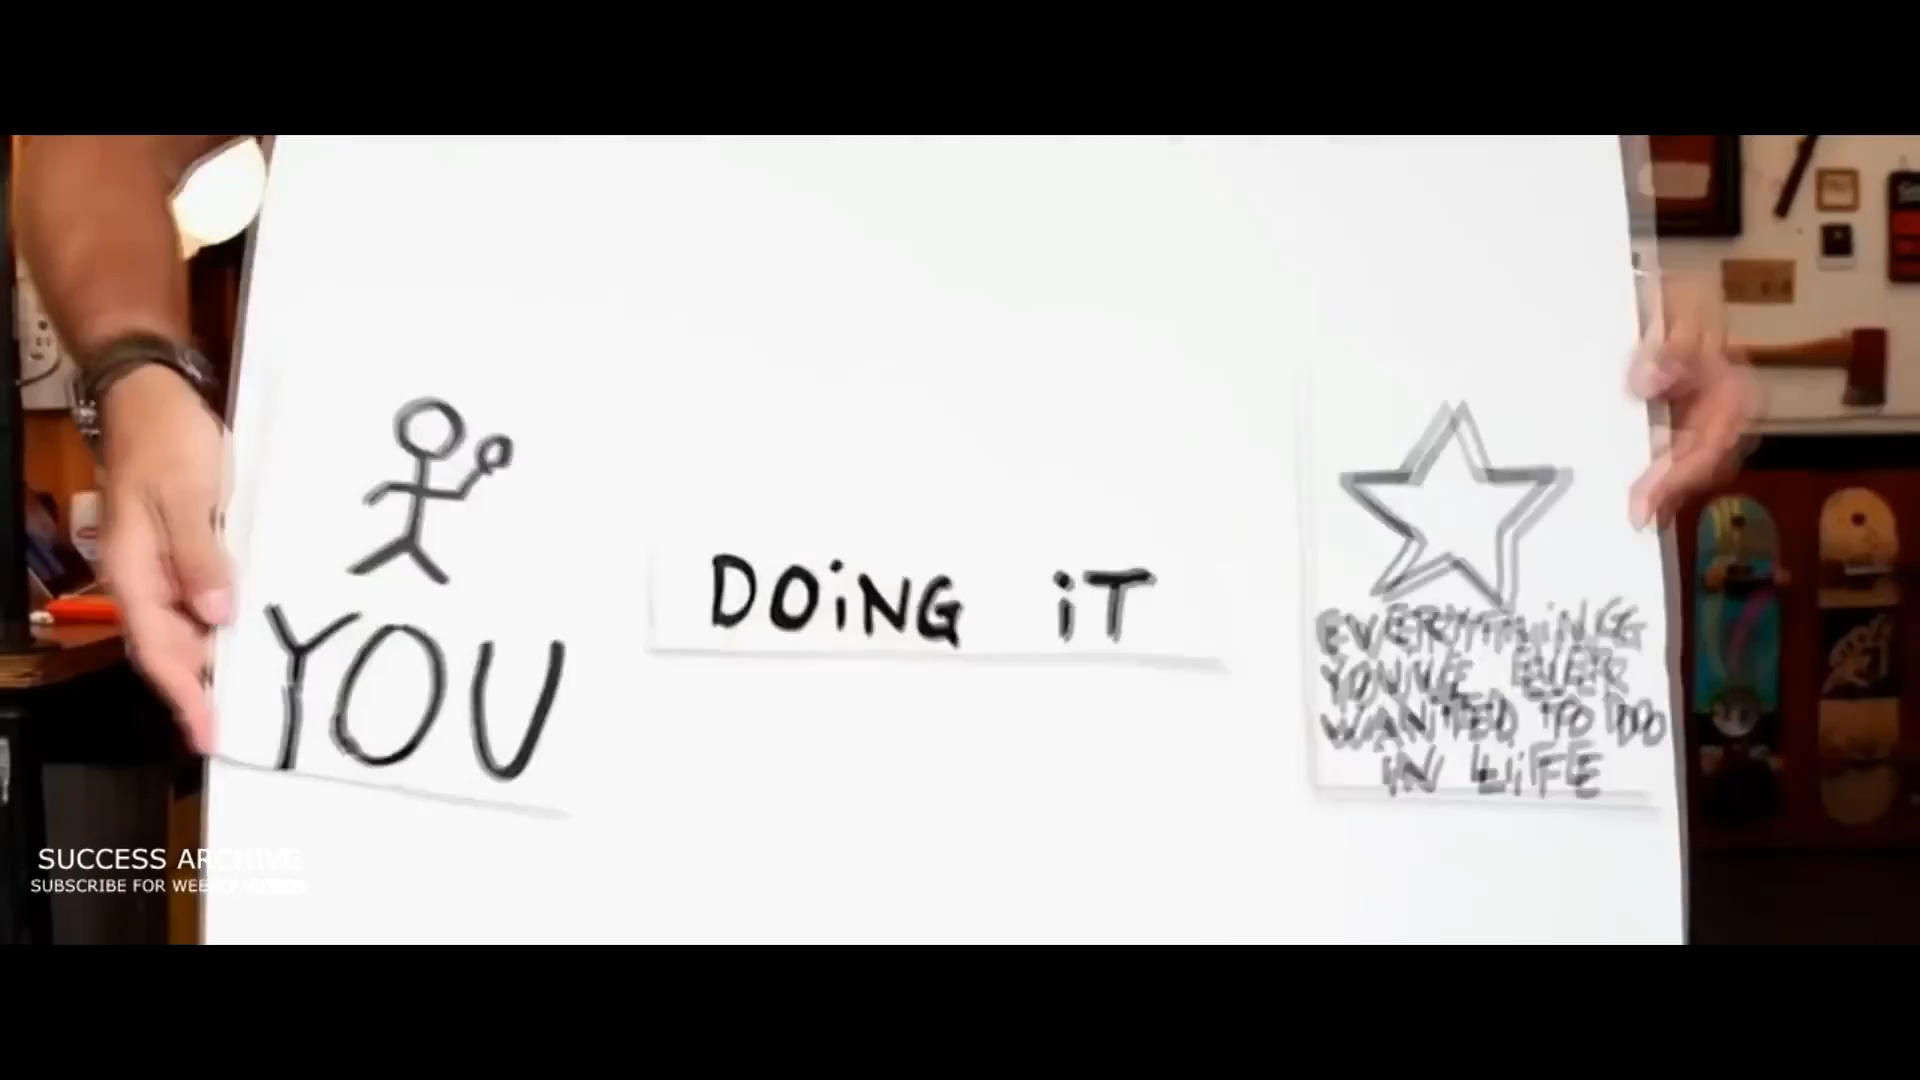 YOU
DOiNG iT
EVERYTHiNG
YOU'VE EVER
WANTED TO DO
iN LiFE
SUCCESS ARCHIVE
SUBSCRIBE FOR WEEKLY VIDEOS